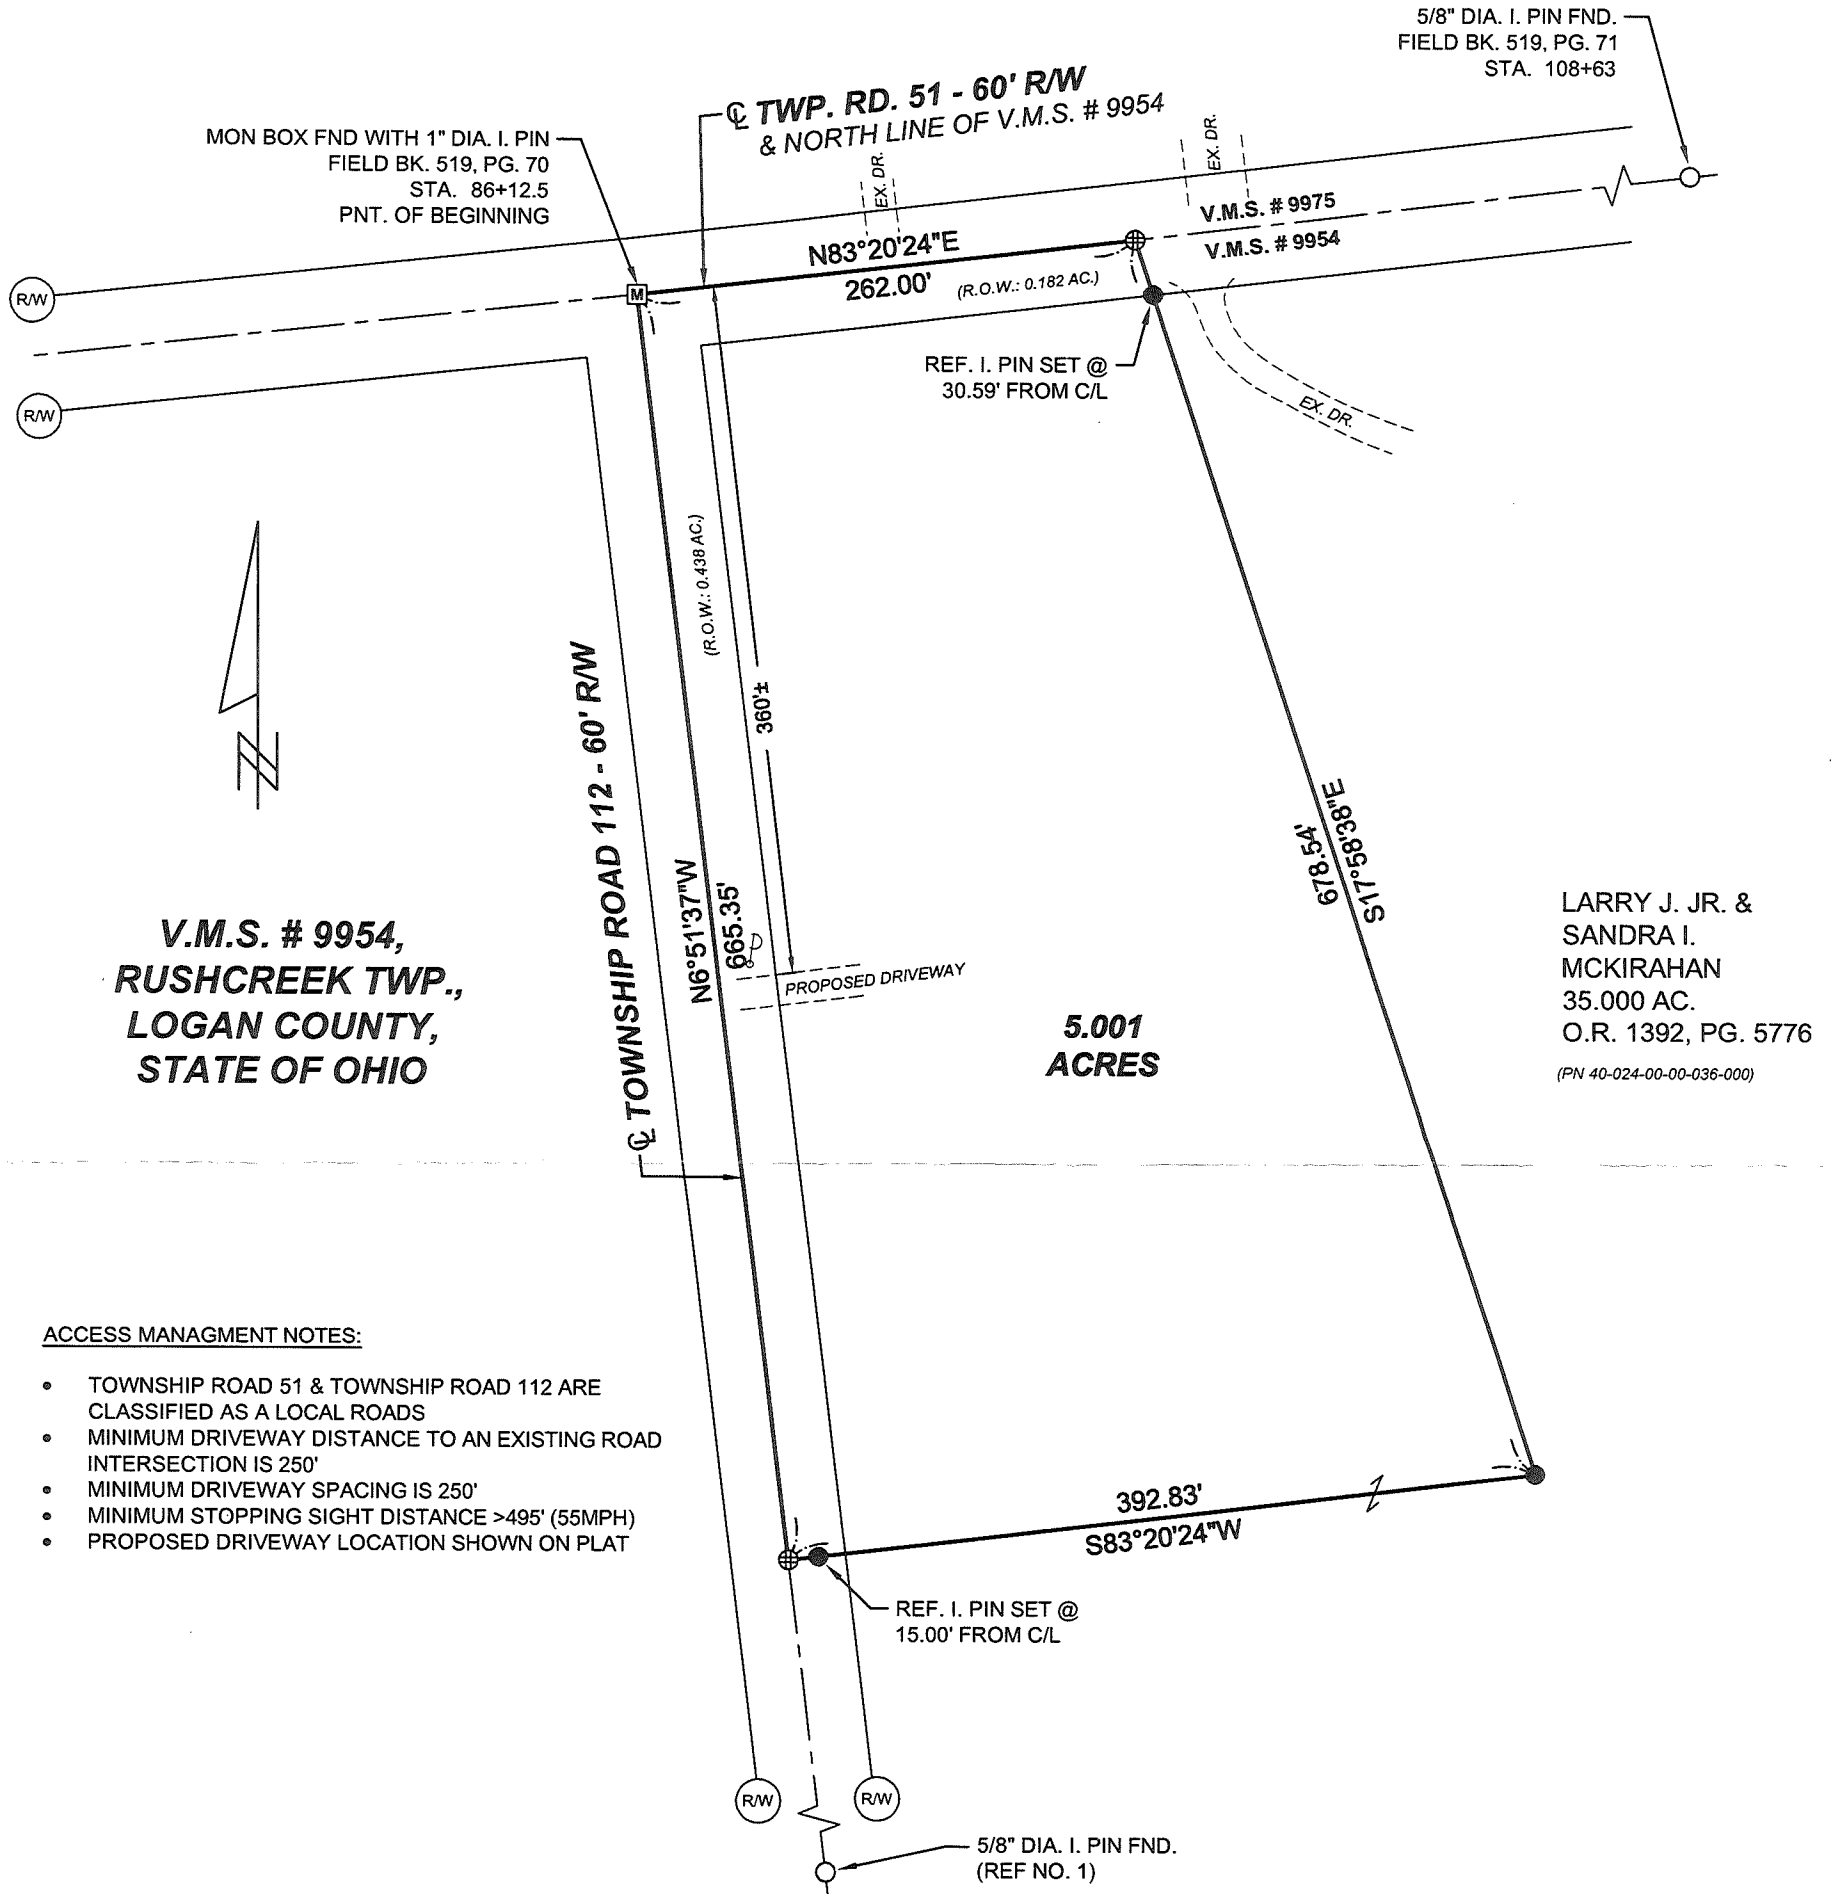 5/8" DIA. I. PIN FND.
FIELD BK. 519, PG. 71
STA. 108+63
℄ TWP. RD. 51 - 60' R/W
& NORTH LINE OF V.M.S. # 9954
MON BOX FND WITH 1" DIA. I. PIN
FIELD BK. 519, PG. 70
STA. 86+12.5
PNT. OF BEGINNING
EX. DR.
EX. DR.
V.M.S. # 9975
V.M.S. # 9954
N83°20'24"E
262.00'
(R.O.W.: 0.182 AC.)
R/W
M
R/W
REF. I. PIN SET @
30.59' FROM C/L
EX. DR.
(R.O.W.: 0.438 AC.)
360'±
℄ TOWNSHIP ROAD 112 - 60' R/W
N6°51'37"W
665.35'
678.54'
S17°58'38"E
N
V.M.S. # 9954,
RUSHCREEK TWP.,
LOGAN COUNTY,
STATE OF OHIO
PROPOSED DRIVEWAY
5.001
ACRES
LARRY J. JR. &
SANDRA I.
MCKIRAHAN
35.000 AC.
O.R. 1392, PG. 5776
(PN 40-024-00-00-036-000)
ACCESS MANAGMENT NOTES:
• TOWNSHIP ROAD 51 & TOWNSHIP ROAD 112 ARE
CLASSIFIED AS A LOCAL ROADS
• MINIMUM DRIVEWAY DISTANCE TO AN EXISTING ROAD
INTERSECTION IS 250'
• MINIMUM DRIVEWAY SPACING IS 250'
• MINIMUM STOPPING SIGHT DISTANCE >495' (55MPH)
• PROPOSED DRIVEWAY LOCATION SHOWN ON PLAT
392.83'
S83°20'24"W
REF. I. PIN SET @
15.00' FROM C/L
R/W
R/W
5/8" DIA. I. PIN FND.
(REF NO. 1)